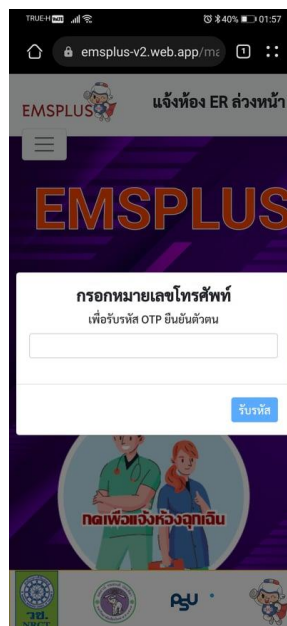 TRUE-H
40% 01:57
emsplus-v2.web.app/ma
1
EMSPLUS
แจ้งห้อง ER ล่วงหน้า
EMSPLUS
กรอกหมายเลขโทรศัพท์
เพื่อรับรหัส OTP ยืนยันตัวตน
รับรหัส
กดเพื่อแจ้งห้องฉุกเฉิน
วช.
NRCT
PSU